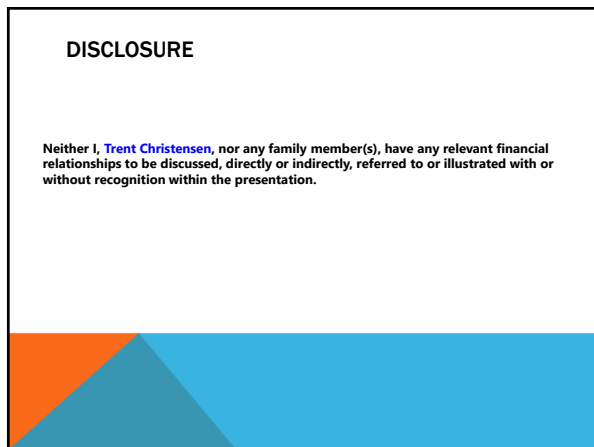 DISCLOSURE
Neither I, Trent Christensen, nor any family member(s), have any relevant financial
relationships to be discussed, directly or indirectly, referred to or illustrated with or
without recognition within the presentation.